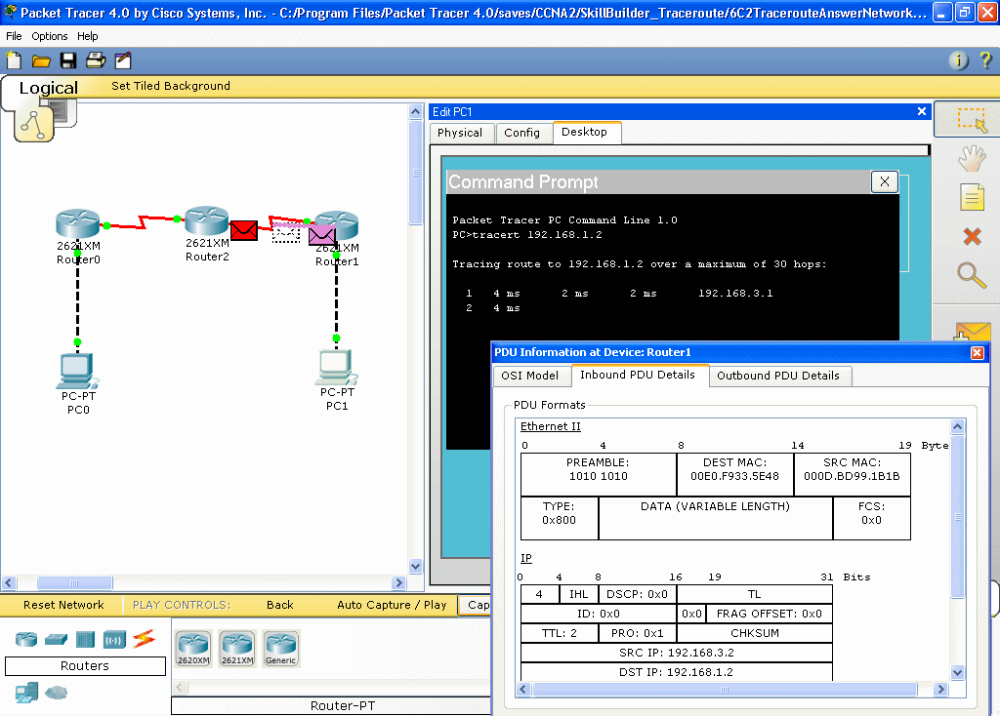 Packet Tracer 4.0 by Cisco Systems, Inc. - C:/Program Files/Packet Tracer 4.0/saves/CCNA2/SkillBuilder_Traceroute/6C2TracerouteAnswerNetwork...
File Options Help
Logical
Set Tiled Background
Edit PC1
Physical Config Desktop
Command Prompt
X
Packet Tracer PC Command Line 1.0
PC>tracert 192.168.1.2
Tracing route to 192.168.1.2 over a maximum of 30 hops:
1 4 ms 2 ms 2 ms 192.168.3.1
2 4 ms
2621XM
Router0
2621XM
Router2
2621XM
Router1
PC-PT
PC0
PC-PT
PC1
PDU Information at Device: Router1
OSI Model Inbound PDU Details Outbound PDU Details
PDU Formats
Ethernet II
0 4 8 14 19 Byte
PREAMBLE:
1010 1010
DEST MAC:
00E0.F933.5E48
SRC MAC:
000D.BD99.1B1B
TYPE:
0x800
DATA (VARIABLE LENGTH)
FCS:
0x0
IP
0 4 8 16 19 31 Bits
4 IHL DSCP: 0x0 TL
ID: 0x0 0x0 FRAG OFFSET: 0x0
TTL: 2 PRO: 0x1 CHKSUM
SRC IP: 192.168.3.2
DST IP: 192.168.1.2
Reset Network PLAY CONTROLS: Back Auto Capture / Play Cap
Routers
2620XM 2621XM Generic
Router-PT